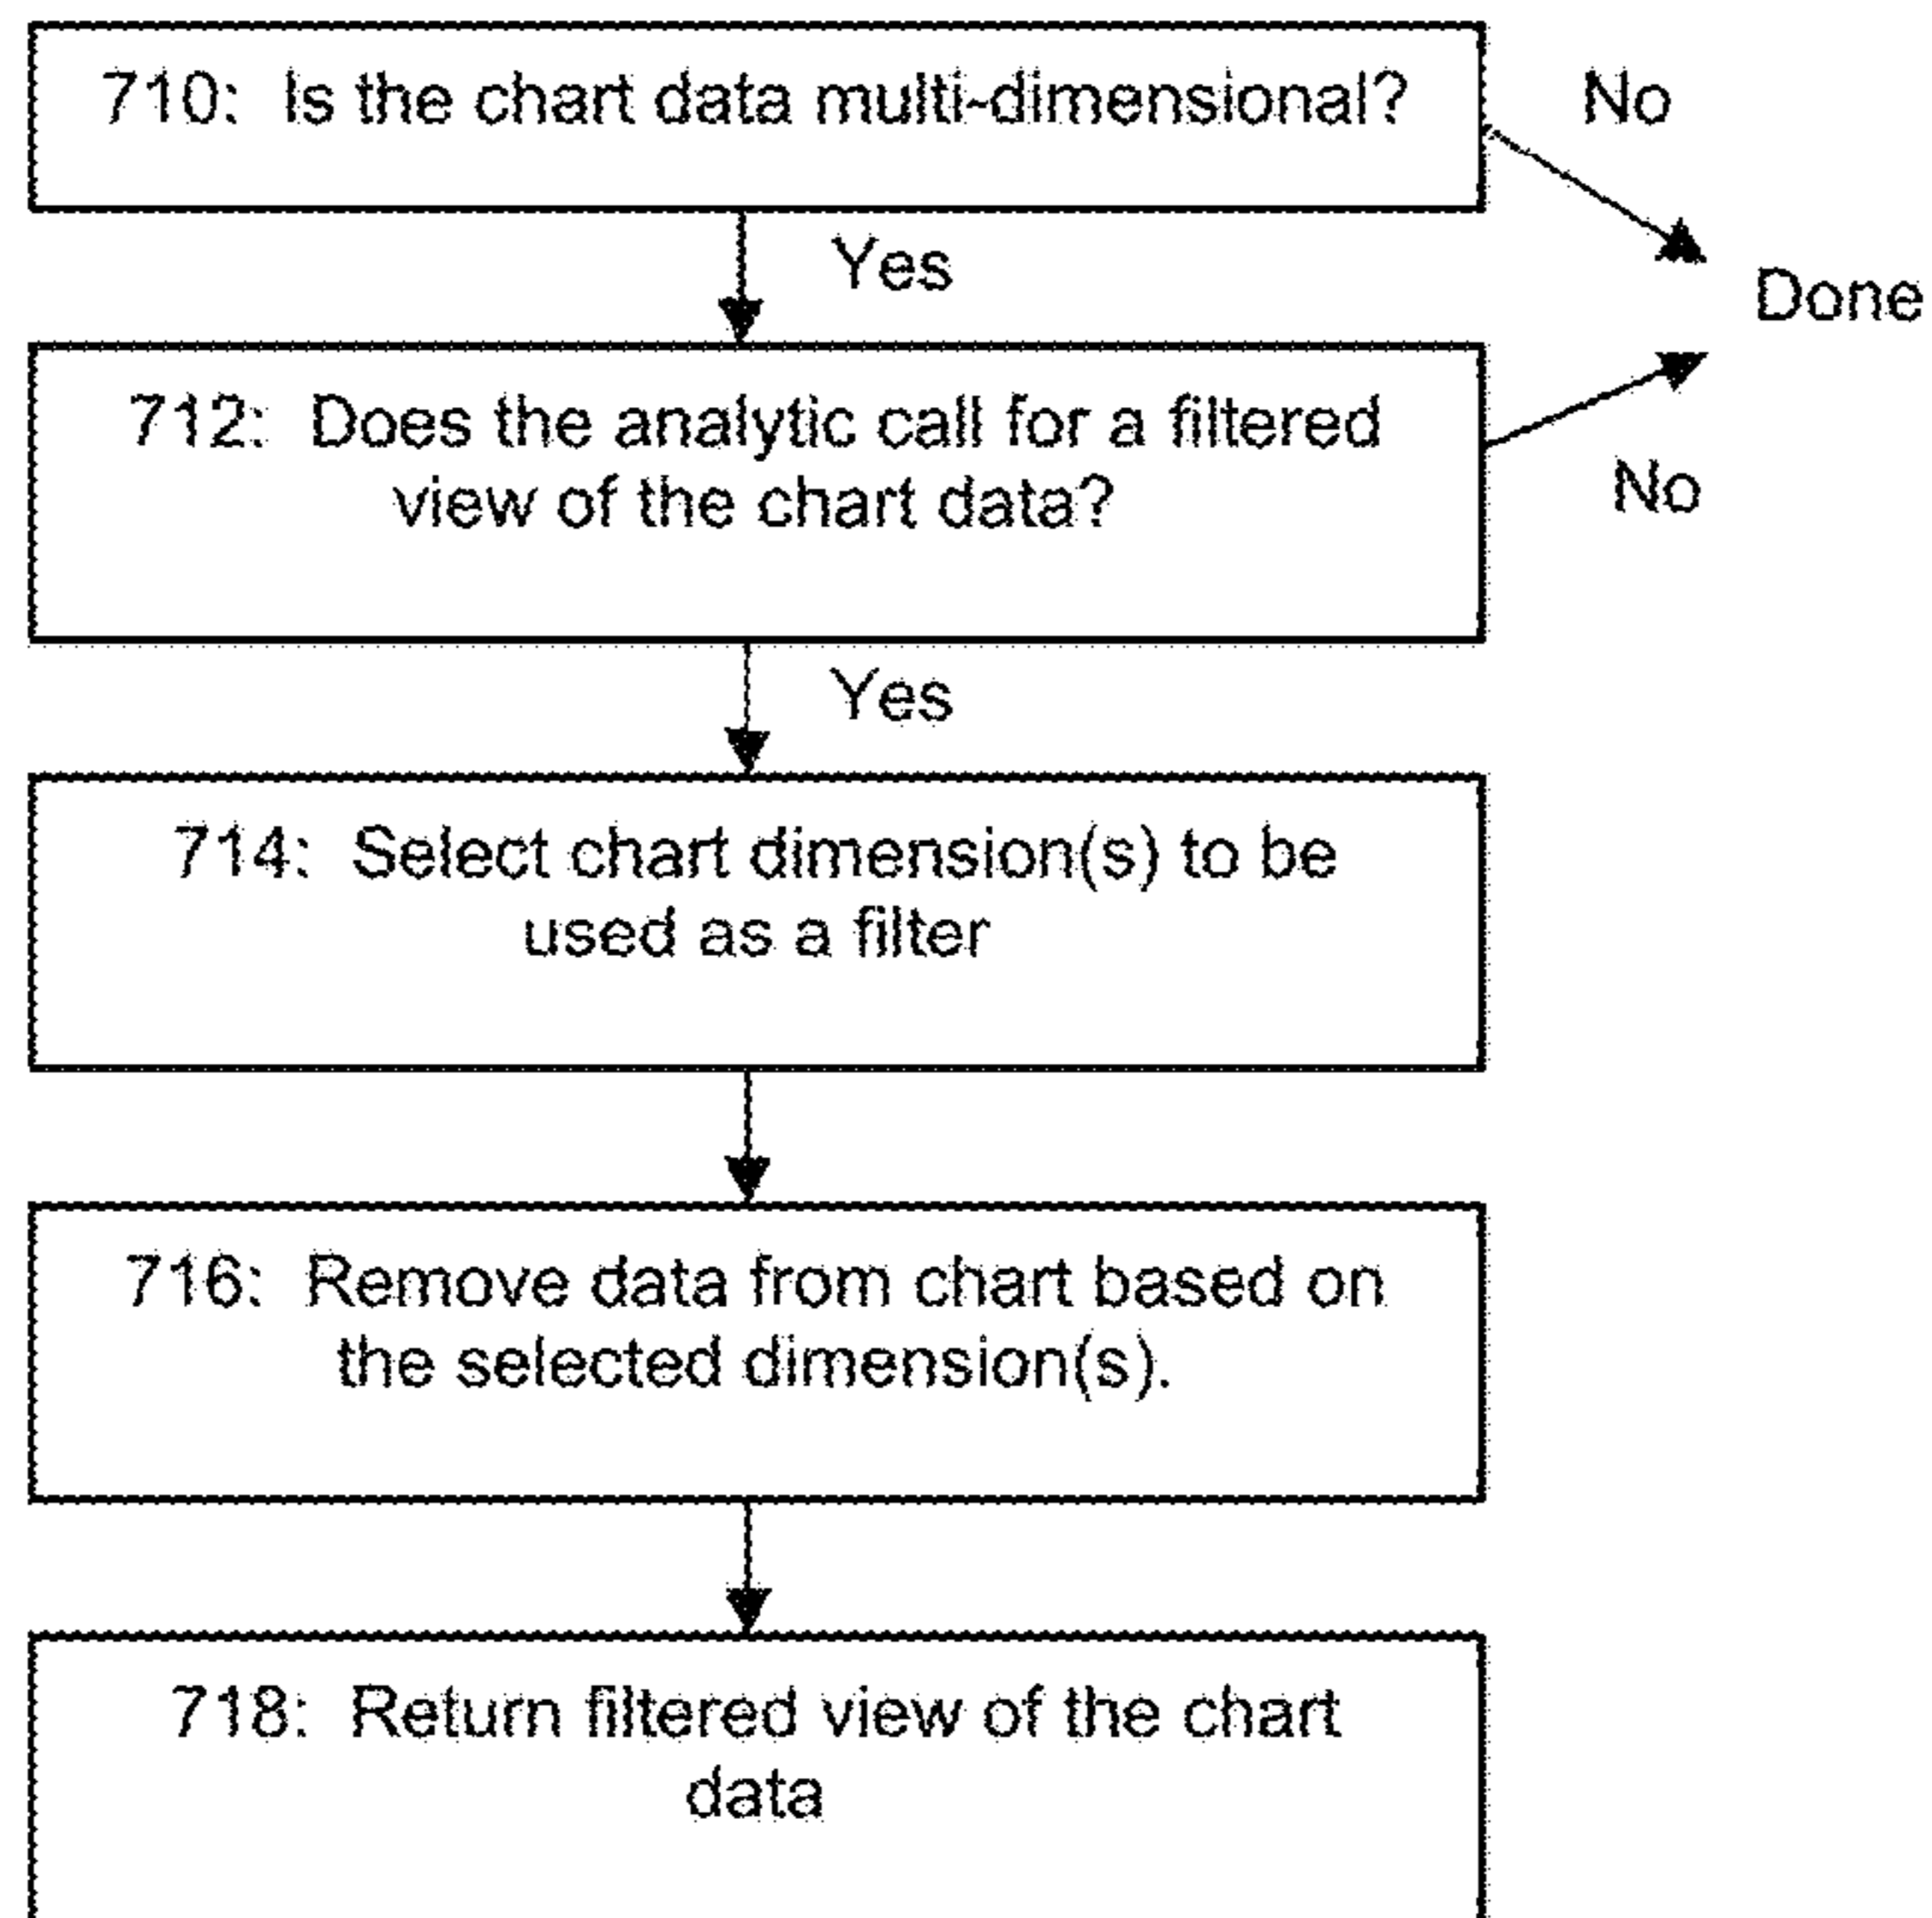 710: Is the chart data multi-dimensional?
No
Yes
Done
712: Does the analytic call for a filtered
view of the chart data?
No
Yes
714: Select chart dimension(s) to be
used as a filter
716: Remove data from chart based on
the selected dimension(s).
718: Return filtered view of the chart
data